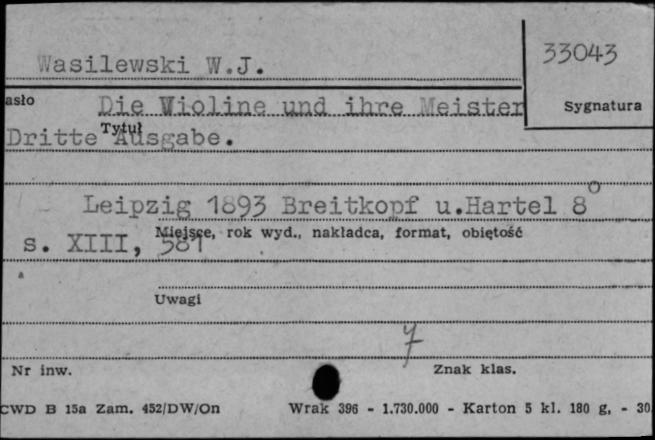 Wasilewski W.J.
33043
asło Die Violine und ihre Meister
Sygnatura
Tytuł
Dritte Ausgabe.
Leipzig 1893 Breitkopf u.Hartel 8°
Miejsce, rok wyd., nakładca, format, objętość
s. XIII, 581
Uwagi
7
Nr inw.
Znak klas.
CWD B 15a Zam. 452/DW/On Wrak 396 - 1.730.000 - Karton 5 kl. 180 g, - 30